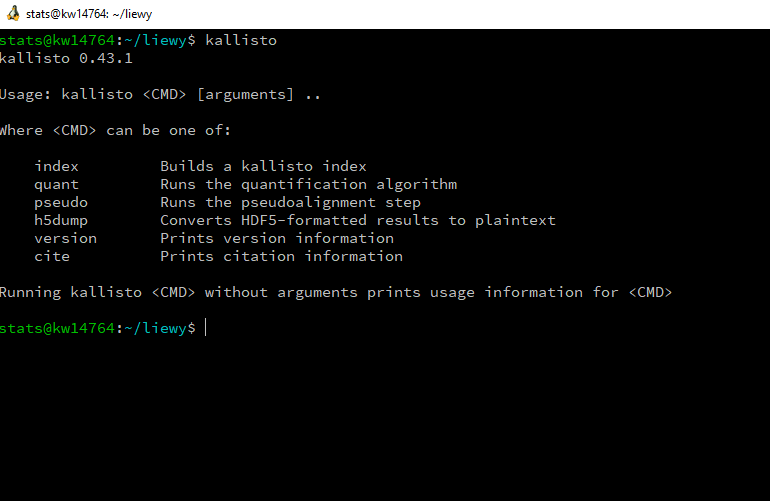 stats@kw14764: ~/liewy
stats@kw14764:~/liewy$ kallisto
kallisto 0.43.1
Usage: kallisto <CMD> [arguments] ..
Where <CMD> can be one of:
index Builds a kallisto index
quant Runs the quantification algorithm
pseudo Runs the pseudoalignment step
h5dump Converts HDF5-formatted results to plaintext
version Prints version information
cite Prints citation information
Running kallisto <CMD> without arguments prints usage information for <CMD>
stats@kw14764:~/liewy$